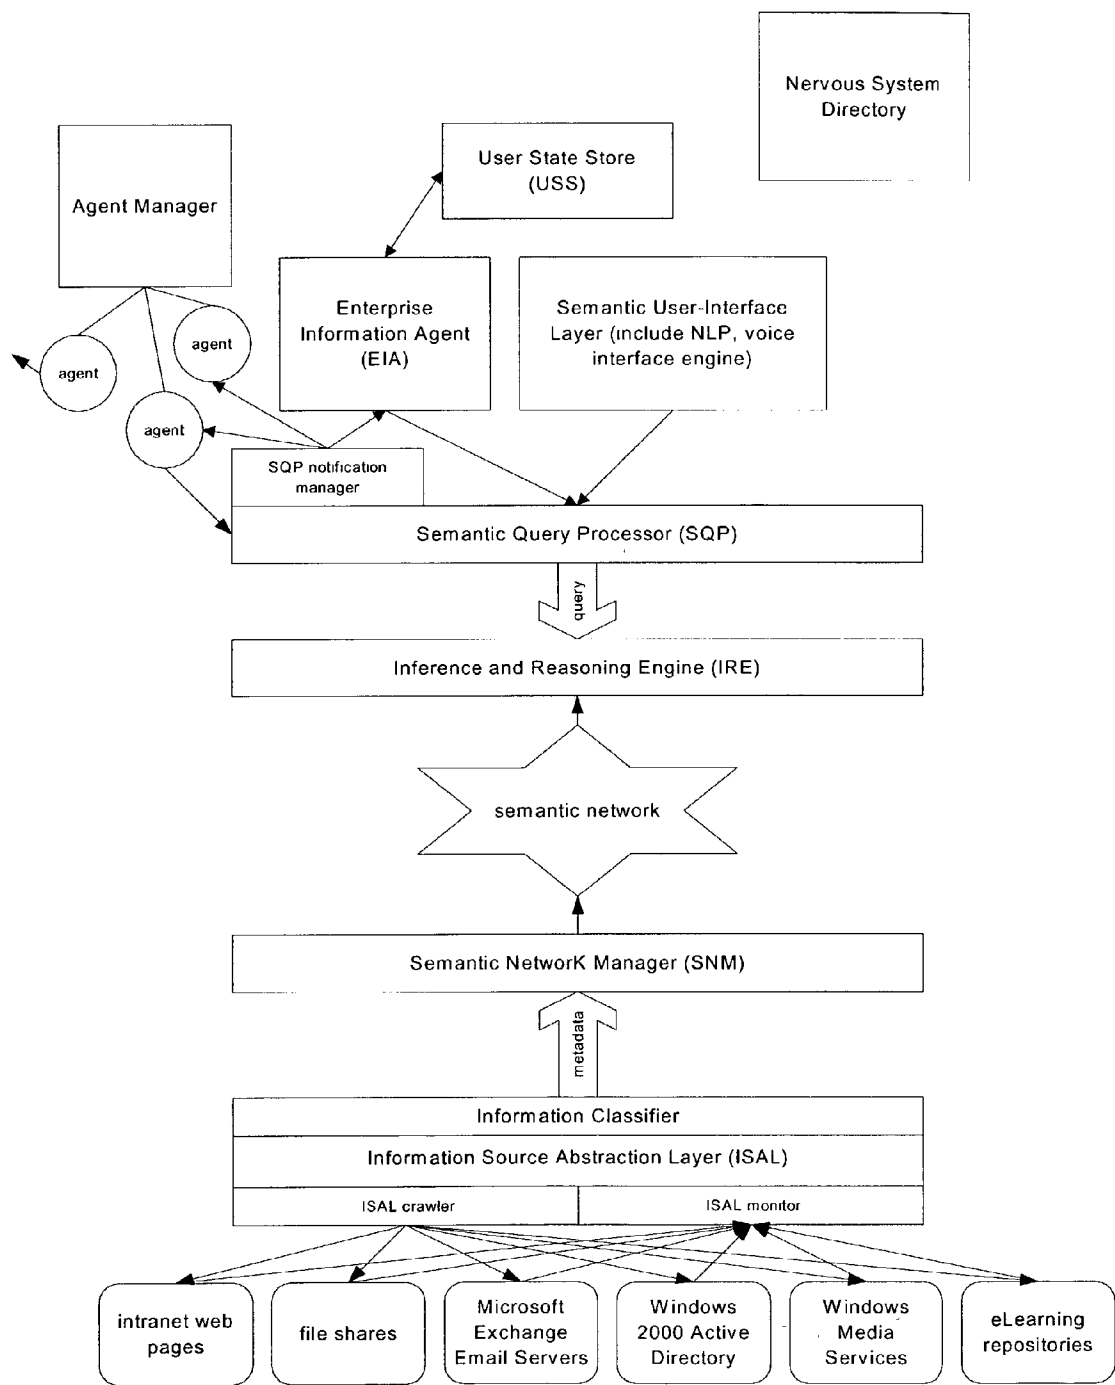 Nervous System
Directory
User State Store
(USS)
Agent Manager
Enterprise
Information Agent
(EIA)
Semantic User-Interface
Layer (include NLP, voice
interface engine)
agent
agent
agent
SQP notification
manager
Semantic Query Processor (SQP)
query
Inference and Reasoning Engine (IRE)
semantic network
Semantic NetworK Manager (SNM)
metadata
Information Classifier
Information Source Abstraction Layer (ISAL)
ISAL crawler
ISAL monitor
intranet web
pages
file shares
Microsoft
Exchange
Email Servers
Windows
2000 Active
Directory
Windows
Media
Services
eLearning
repositories